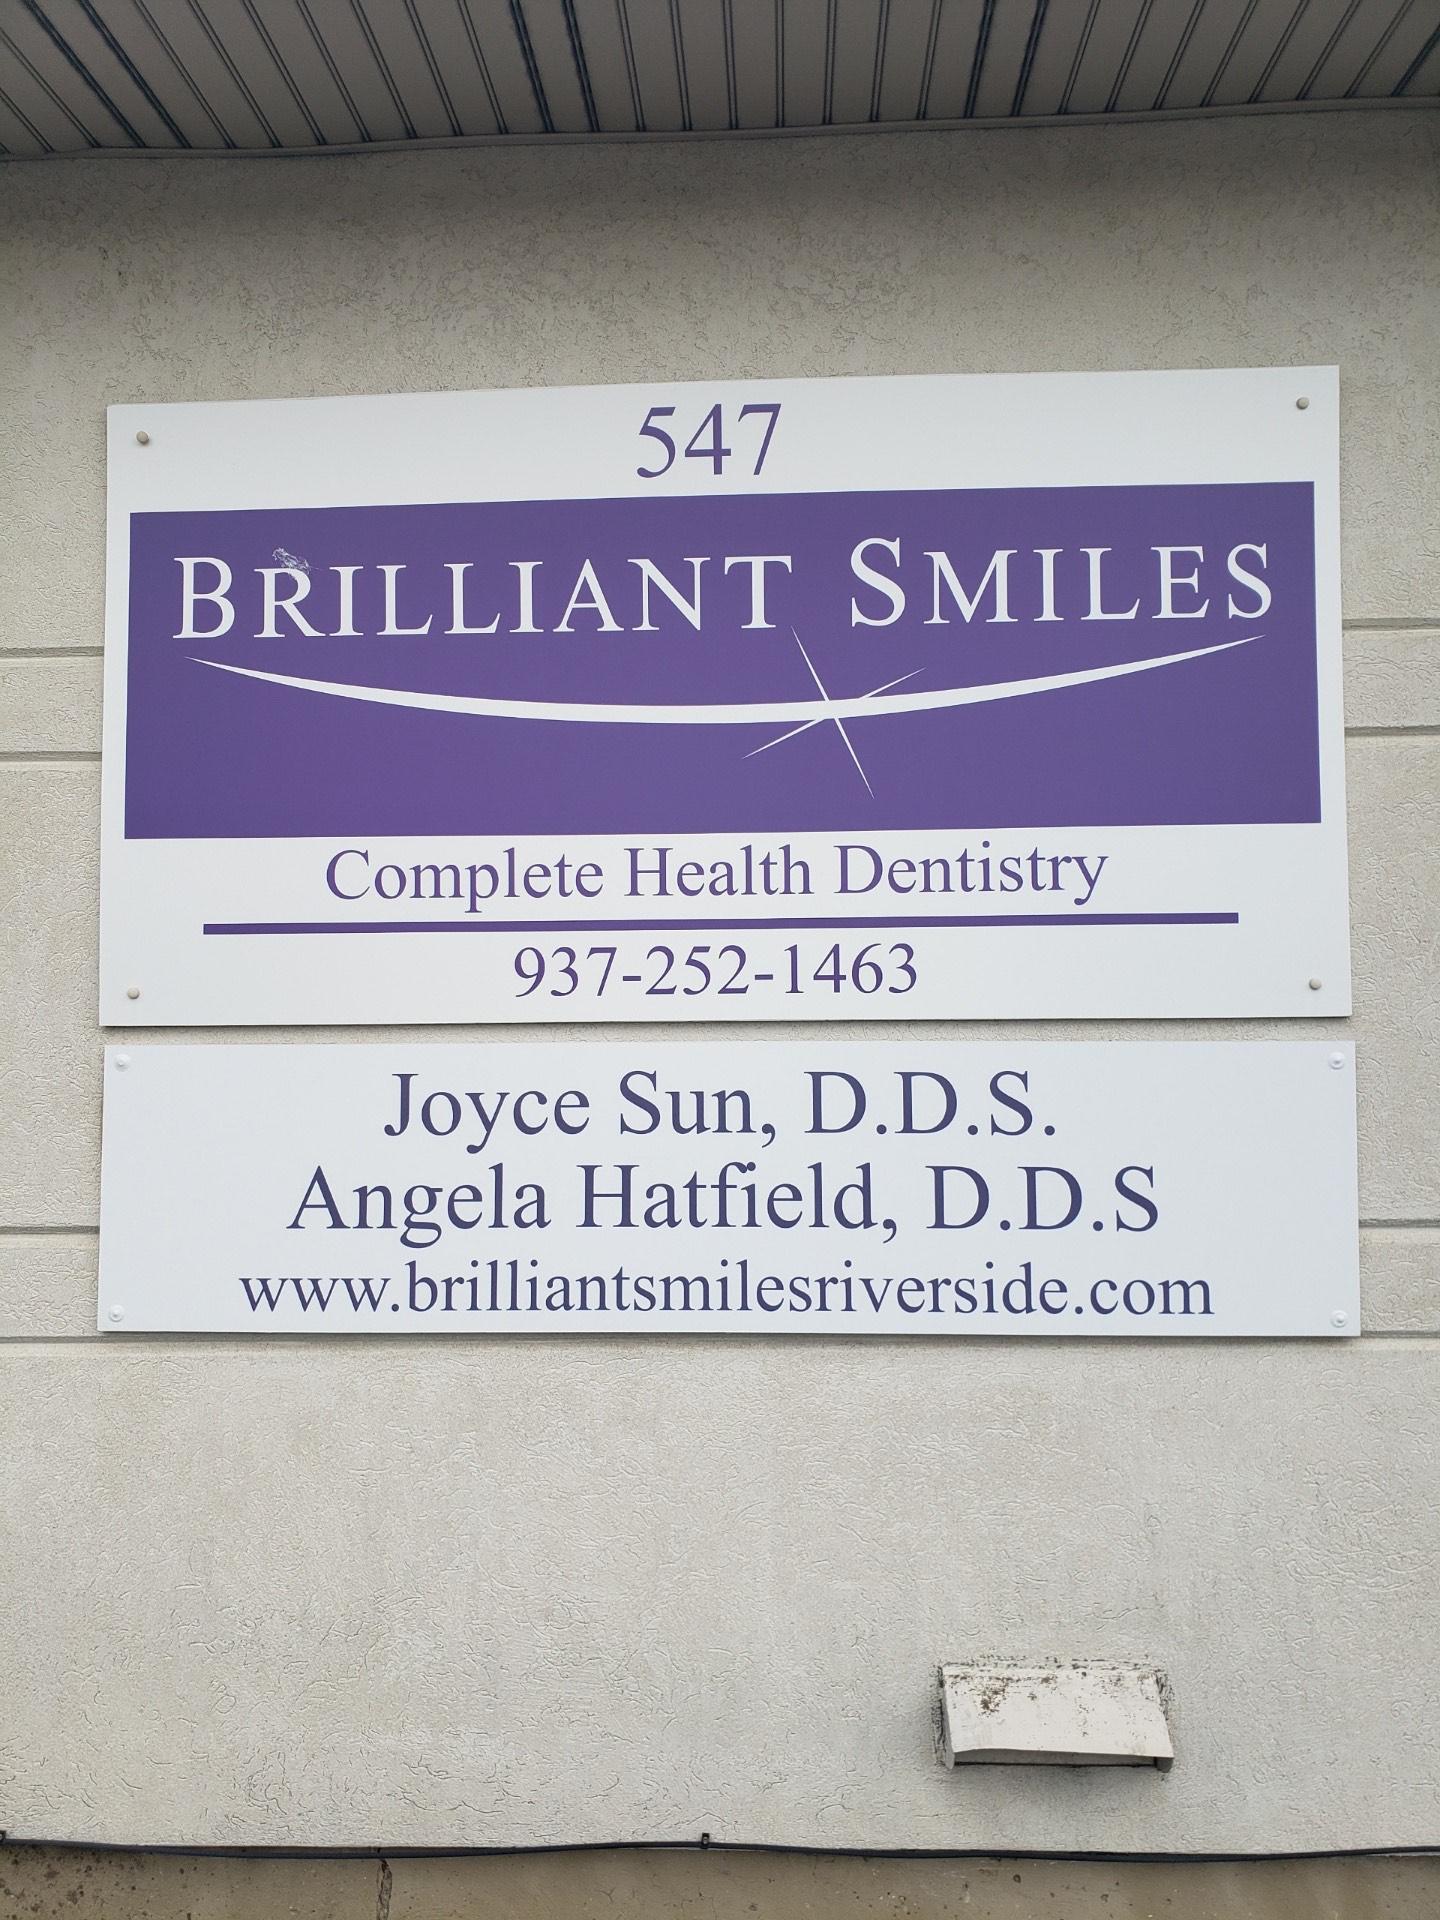 547
BRILLIANT SMILES
Complete Health Dentistry
937-252-1463
Joyce Sun, D.D.S.
Angela Hatfield, D.D.S
www.brilliantsmilesriverside.com